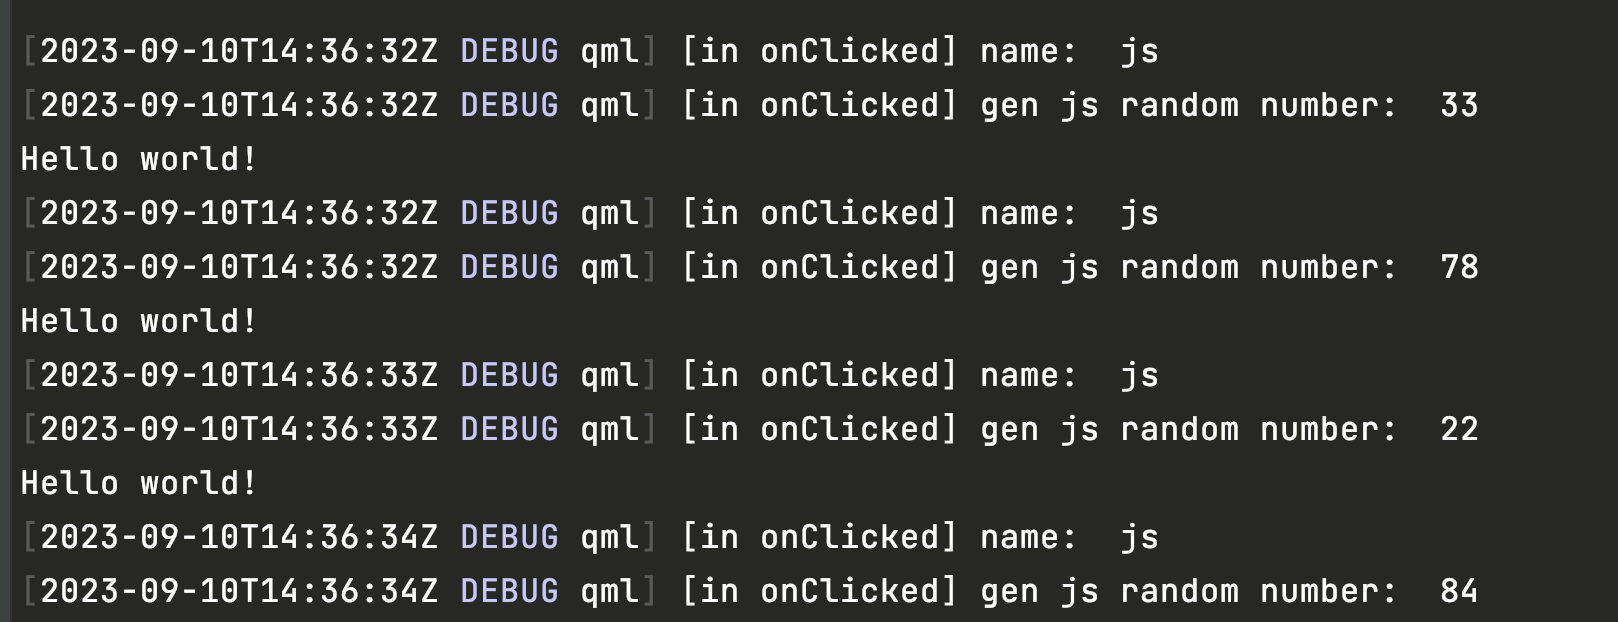 [2023-09-10T14:36:32Z DEBUG qml] [in onClicked] name:  js
[2023-09-10T14:36:32Z DEBUG qml] [in onClicked] gen js random number:  33
Hello world!
[2023-09-10T14:36:32Z DEBUG qml] [in onClicked] name:  js
[2023-09-10T14:36:32Z DEBUG qml] [in onClicked] gen js random number:  78
Hello world!
[2023-09-10T14:36:33Z DEBUG qml] [in onClicked] name:  js
[2023-09-10T14:36:33Z DEBUG qml] [in onClicked] gen js random number:  22
Hello world!
[2023-09-10T14:36:34Z DEBUG qml] [in onClicked] name:  js
[2023-09-10T14:36:34Z DEBUG qml] [in onClicked] gen js random number:  84